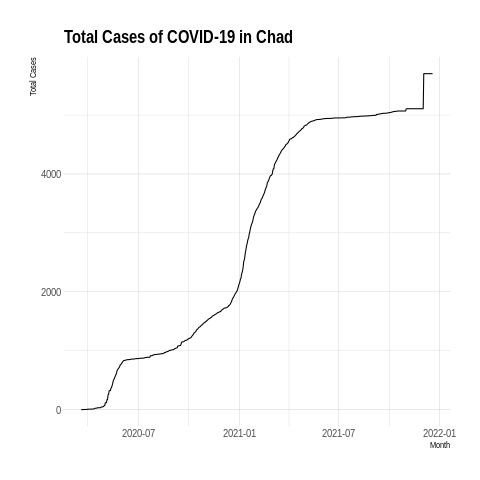 Total Cases of COVID-19 in Chad
Total Cases
4000
2000
0
2020-07 2021-01 2021-07 2022-01
Month